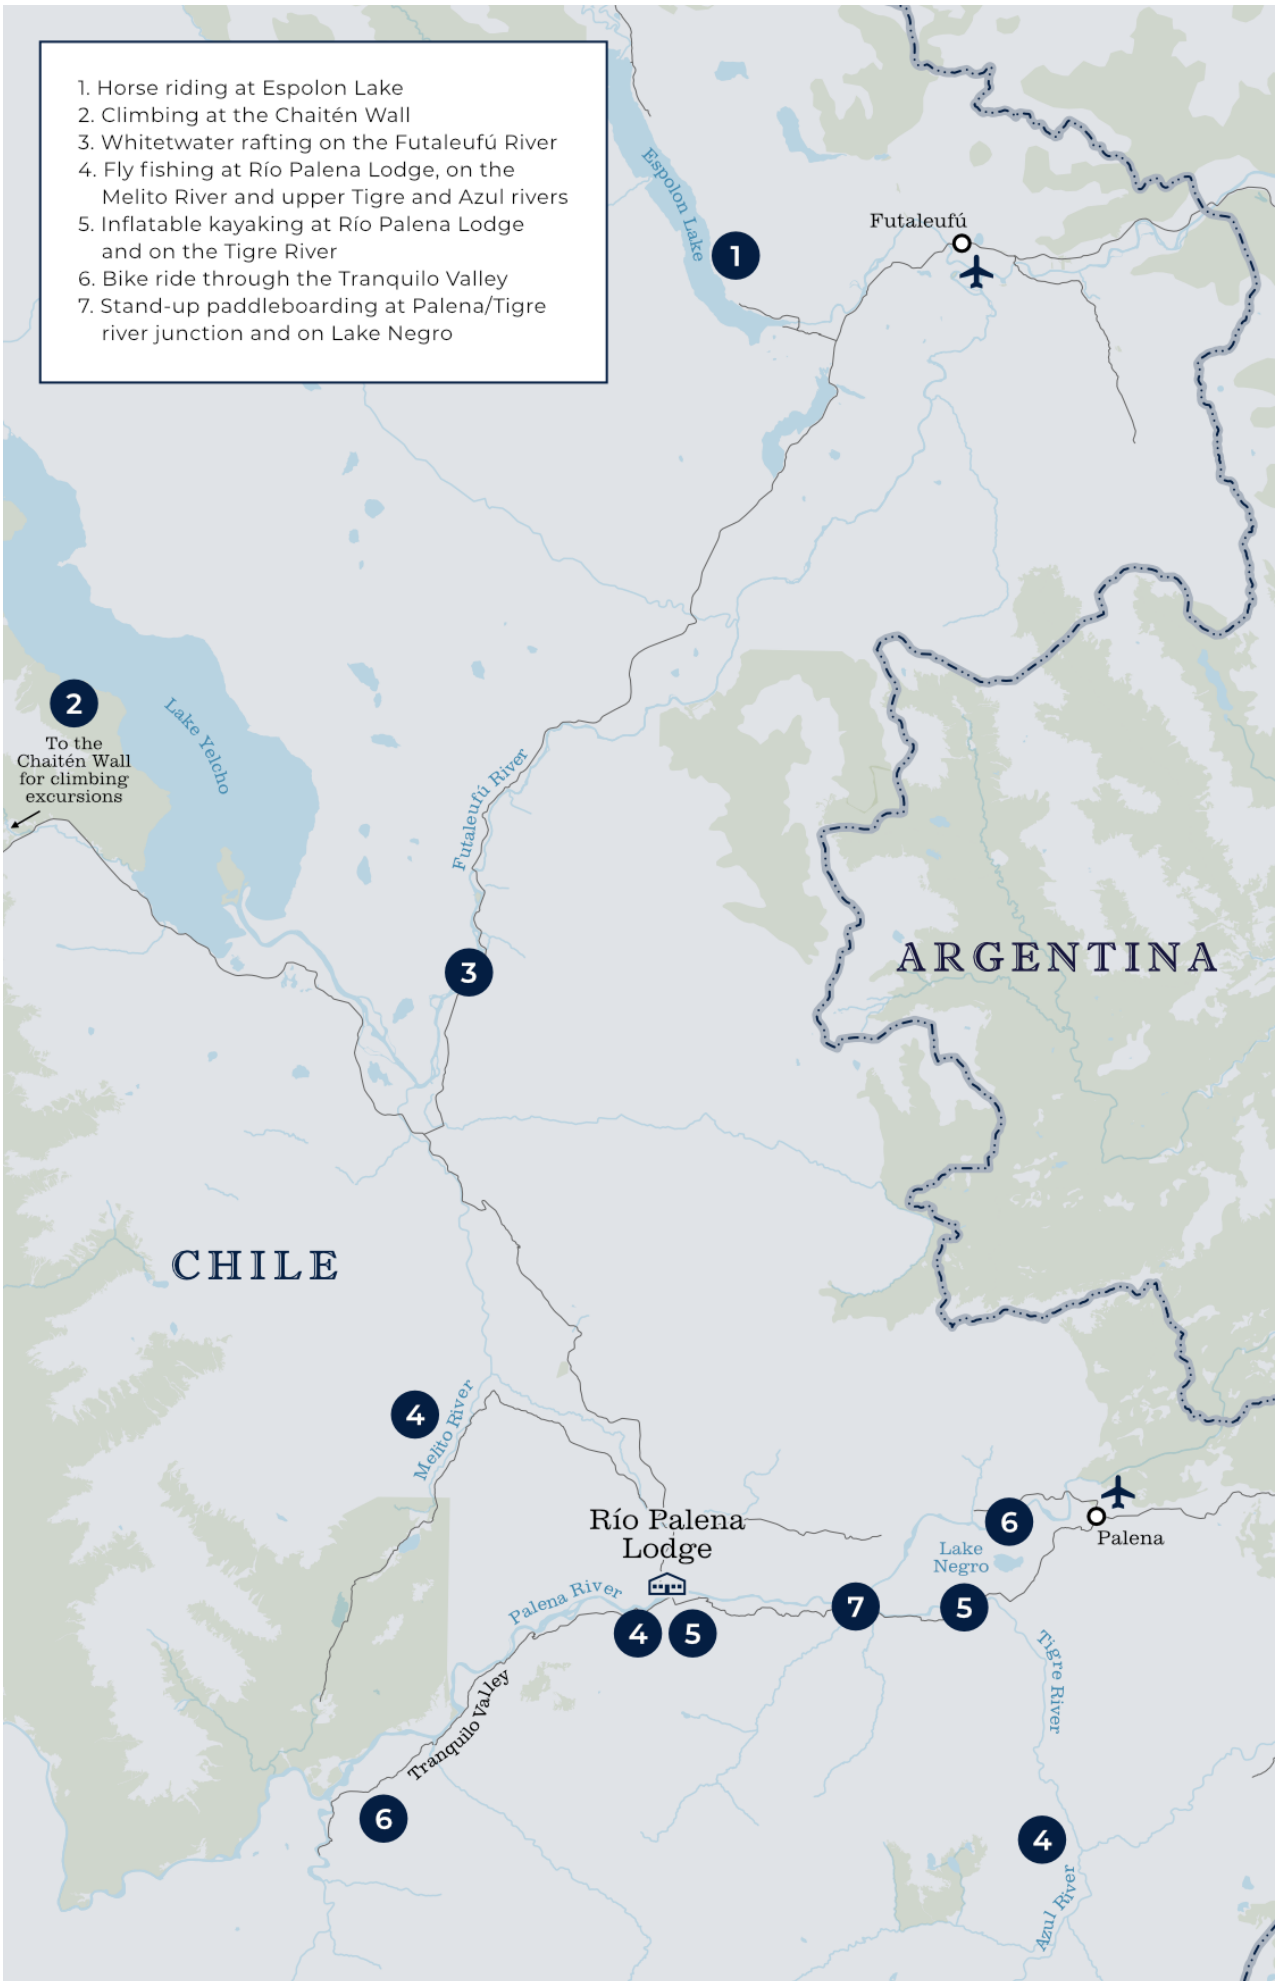 1. Horse riding at Espolon Lake
2. Climbing at the Chaitén Wall
3. Whitetwater rafting on the Futaleufú River
4. Fly fishing at Río Palena Lodge, on the
Melito River and upper Tigre and Azul rivers
5. Inflatable kayaking at Río Palena Lodge
and on the Tigre River
6. Bike ride through the Tranquilo Valley
7. Stand-up paddleboarding at Palena/Tigre
river junction and on Lake Negro
Espolon Lake
1
Futaleufú
2
To the
Chaitén Wall
for climbing
excursions
Lake Yelcho
Futaleufú River
3
ARGENTINA
CHILE
4
Melito River
Río Palena
Lodge
6
Palena
Lake
Negro
Palena River
4
5
7
5
Tigre River
Tranquilo Valley
6
4
Azul River